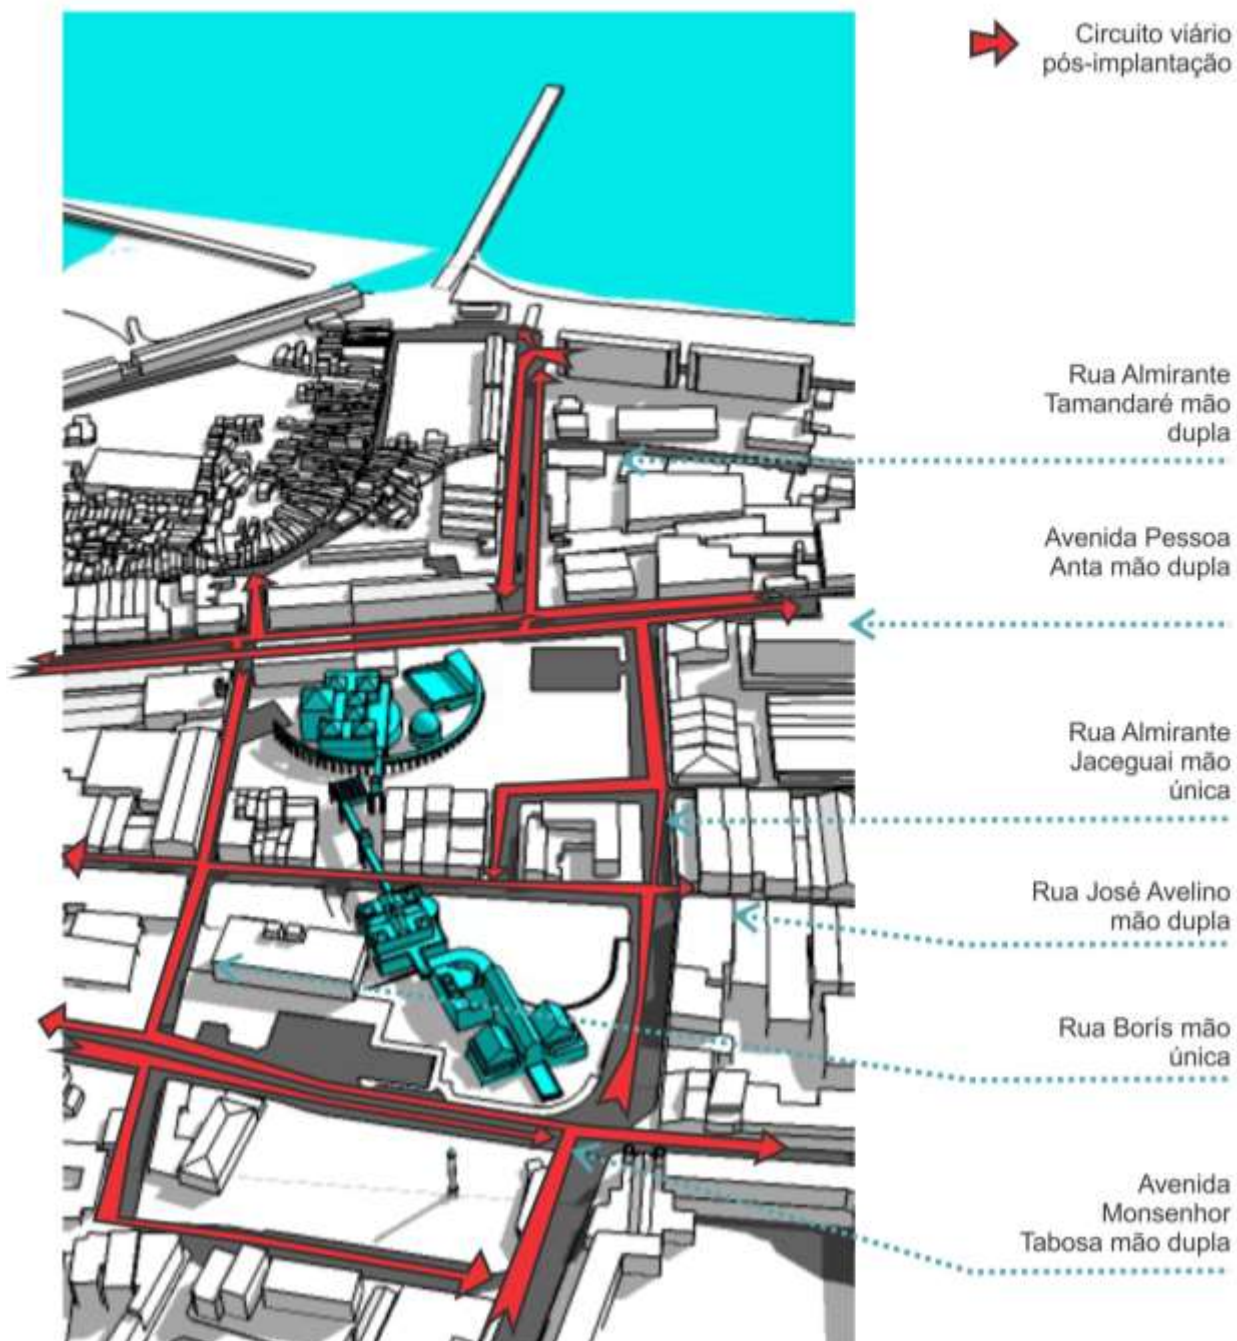 Circuito viário
pós-implantação
Rua Almirante
Tamandaré mão
dupla
Avenida Pessoa
Anta mão dupla
Rua Almirante
Jaceguai mão
única
Rua José Avelino
mão dupla
Rua Borís mão
única
Avenida
Monsenhor
Tabosa mão dupla